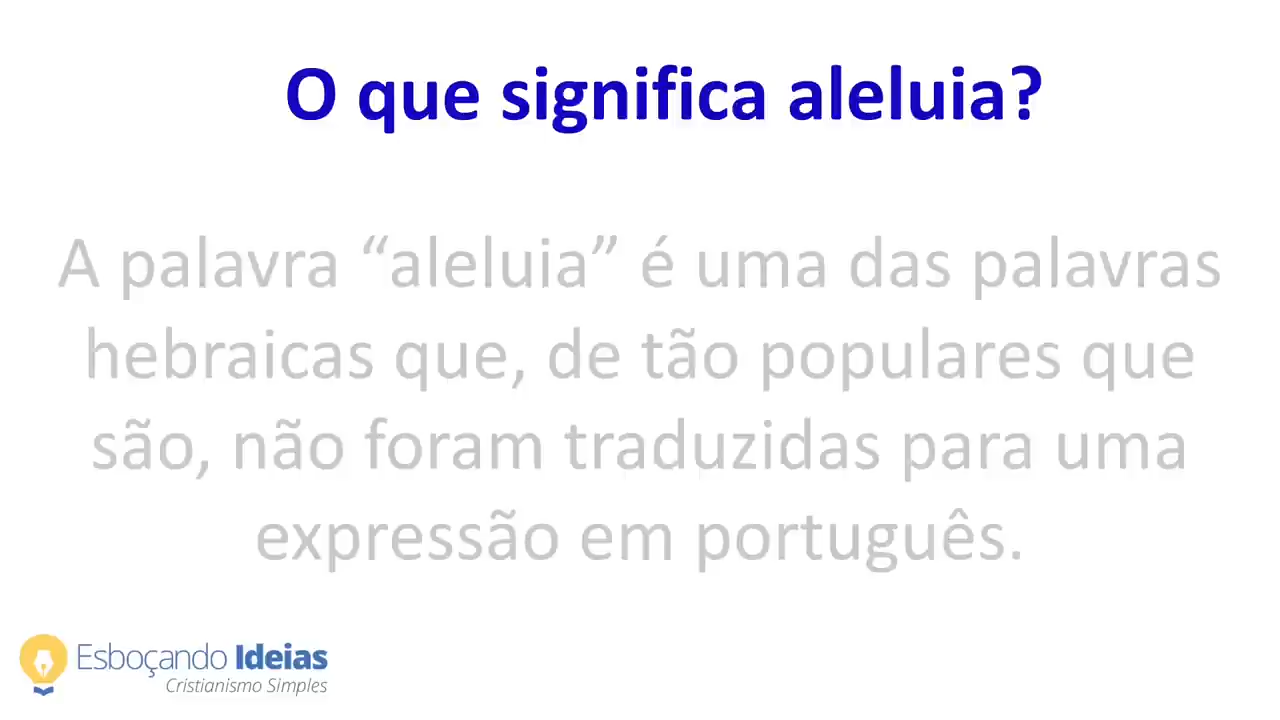 O que significa aleluia?
A palavra “aleluia” é uma das palavras
hebraicas que, de tão populares que
são, não foram traduzidas para uma
expressão em português.
Esboçando Ideias
Cristianismo Simples